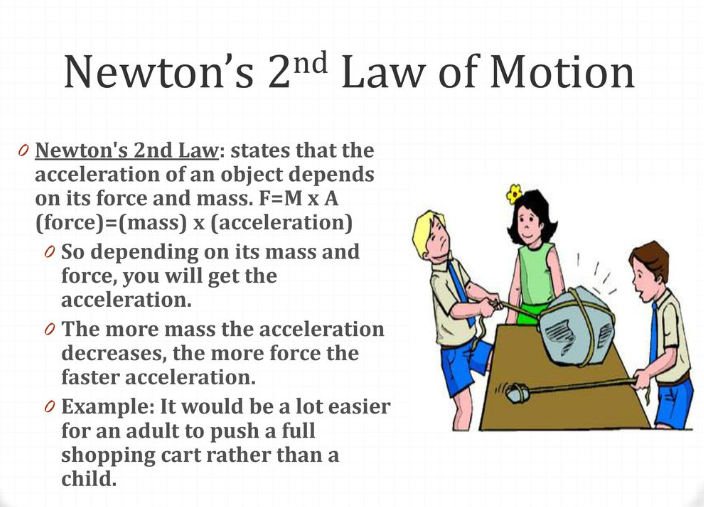 Newton’s 2nd Law of Motion
Newton's 2nd Law: states that the
acceleration of an object depends
on its force and mass. F=M x A
(force)=(mass) x (acceleration)
So depending on its mass and
force, you will get the
acceleration.
The more mass the acceleration
decreases, the more force the
faster acceleration.
Example: It would be a lot easier
for an adult to push a full
shopping cart rather than a
child.